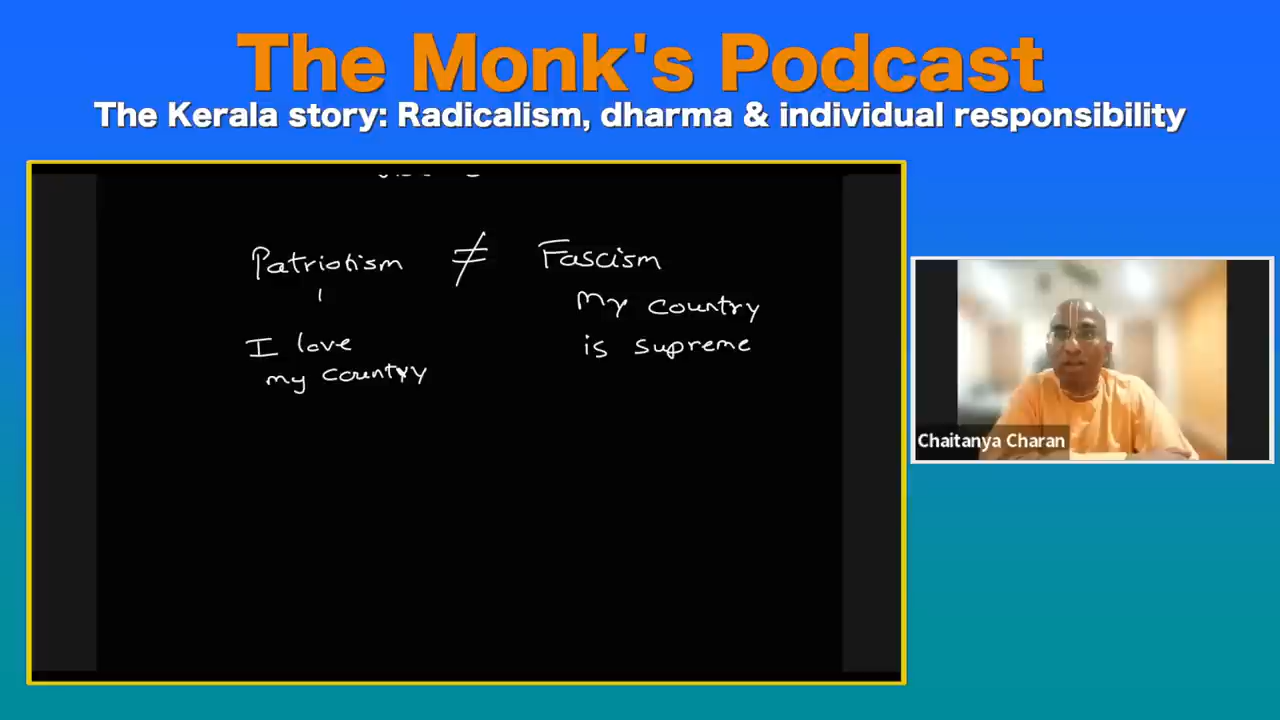 The Monk's Podcast
The Kerala story: Radicalism, dharma & individual responsibility
Patriotism ≠ Fascism
My country
I love
is supreme
my country
Chaitanya Charan